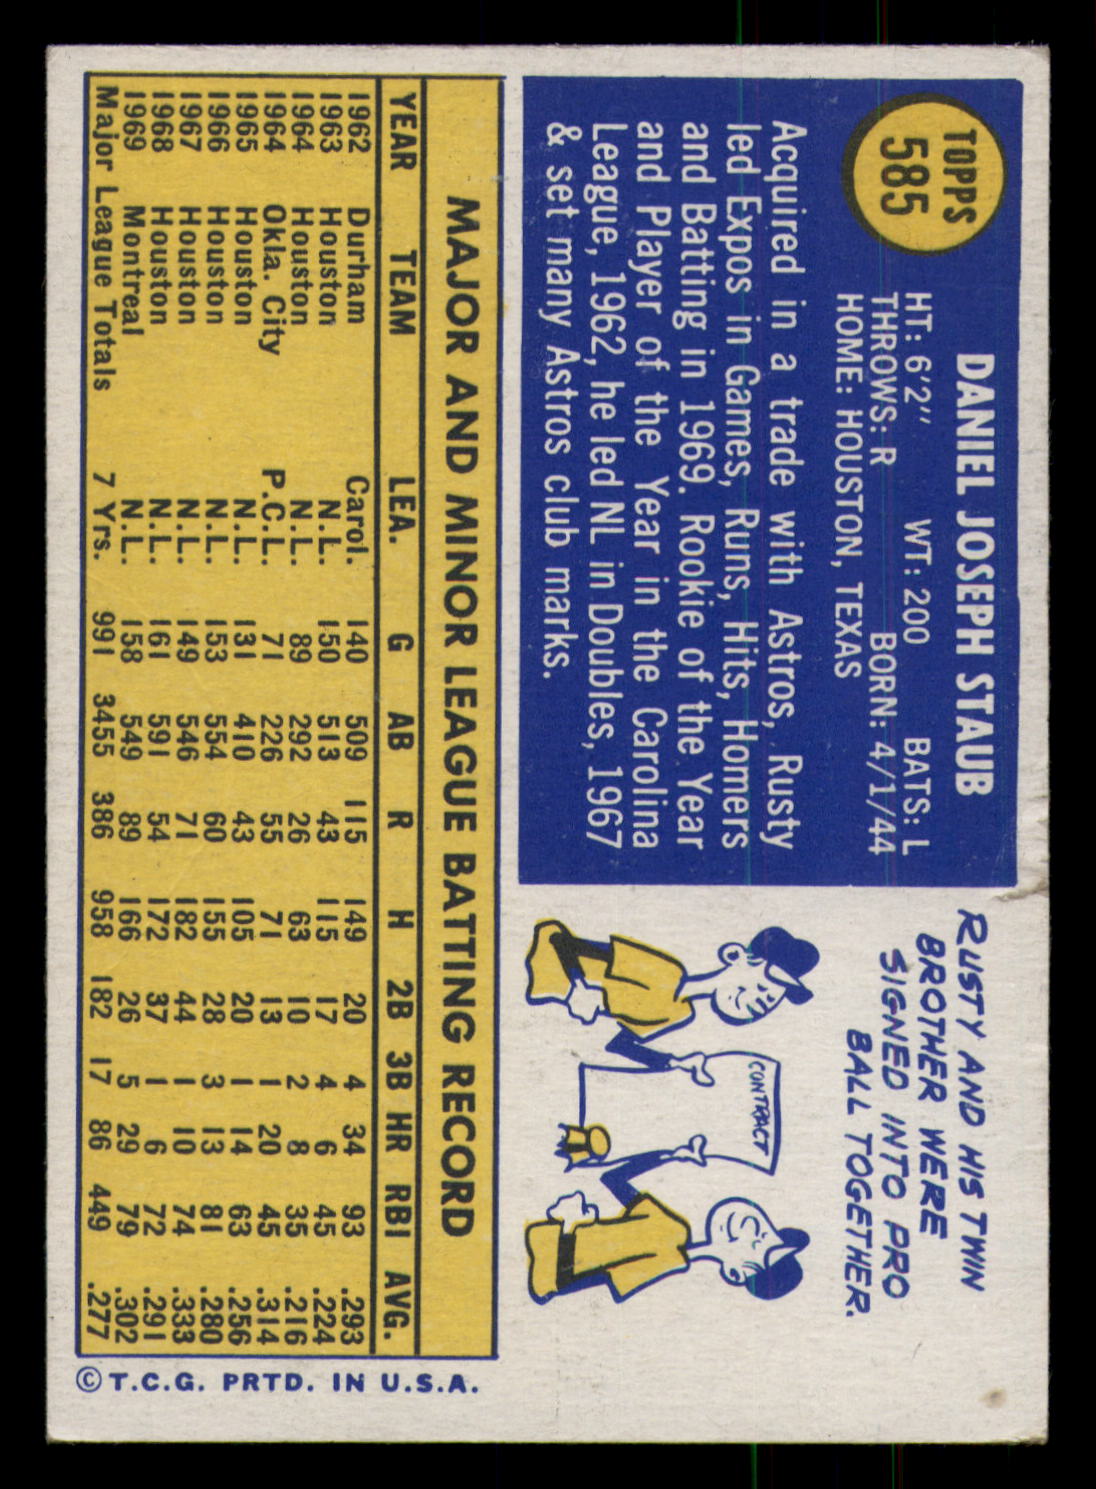 TOPPS
585
DANIEL JOSEPH STAUB
HT: 6'2" WT: 200 BATS: L
THROWS: R BORN: 4/1/44
HOME: HOUSTON, TEXAS
Acquired in a trade with Astros, Rusty
led Expos in Games, Runs, Hits, Homers
and Batting in 1969. Rookie of the Year
and Player of the Year in the Carolina
League, 1962, he led NL in Doubles, 1967
& set many Astros club marks.
RUSTY AND HIS TWIN
BROTHER WERE
SIGNED INTO PRO
BALL TOGETHER.
CONTRACT
MAJOR AND MINOR LEAGUE BATTING RECORD
YEAR TEAM LEA. G AB R H 2B 3B HR RBI AVG.
1962 Durham Carol. 140 509 115 149 20 4 34 93 .293
1963 Houston N.L. 150 513 43 115 17 4 6 45 .224
1964 Houston N.L. 89 292 26 63 10 2 8 35 .216
1964 Okla. City P.C.L. 71 226 55 71 13 1 20 45 .314
1965 Houston N.L. 131 410 43 105 20 1 14 63 .256
1966 Houston N.L. 153 554 60 155 28 3 13 81 .280
1967 Houston N.L. 149 546 71 182 44 1 10 74 .333
1968 Houston N.L. 161 591 54 172 37 1 6 72 .291
1969 Montreal N.L. 158 549 89 166 26 5 29 79 .302
Major League Totals 7 Yrs. 991 3455 386 958 182 17 86 449 .277
© T.C.G. PRTD. IN U.S.A.